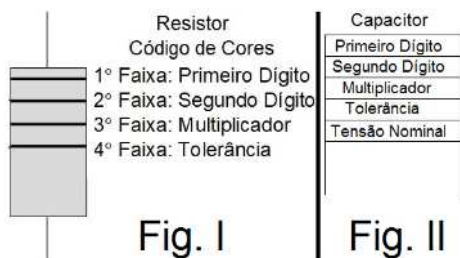 Resistor
Código de Cores
1° Faixa: Primeiro Dígito
2° Faixa: Segundo Dígito
3° Faixa: Multiplicador
4° Faixa: Tolerância
Fig. I
Capacitor
Primeiro Dígito
Segundo Dígito
Multiplicador
Tolerância
Tensão Nominal
Fig. II